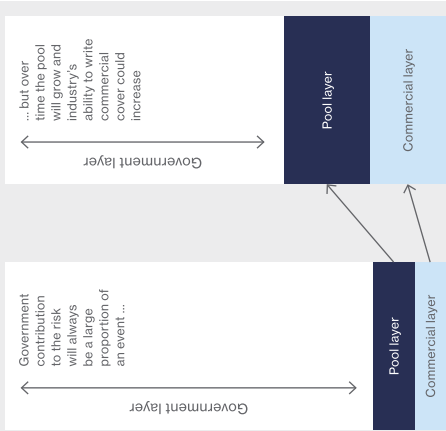 Government
contribution
to the risk
will always
be a large
proportion of
an event ...
Government layer
Pool layer
Commercial layer
... but over
time the pool
will grow and
industry's
ability to write
commercial
cover could
increase
Government layer
Pool layer
Commercial layer